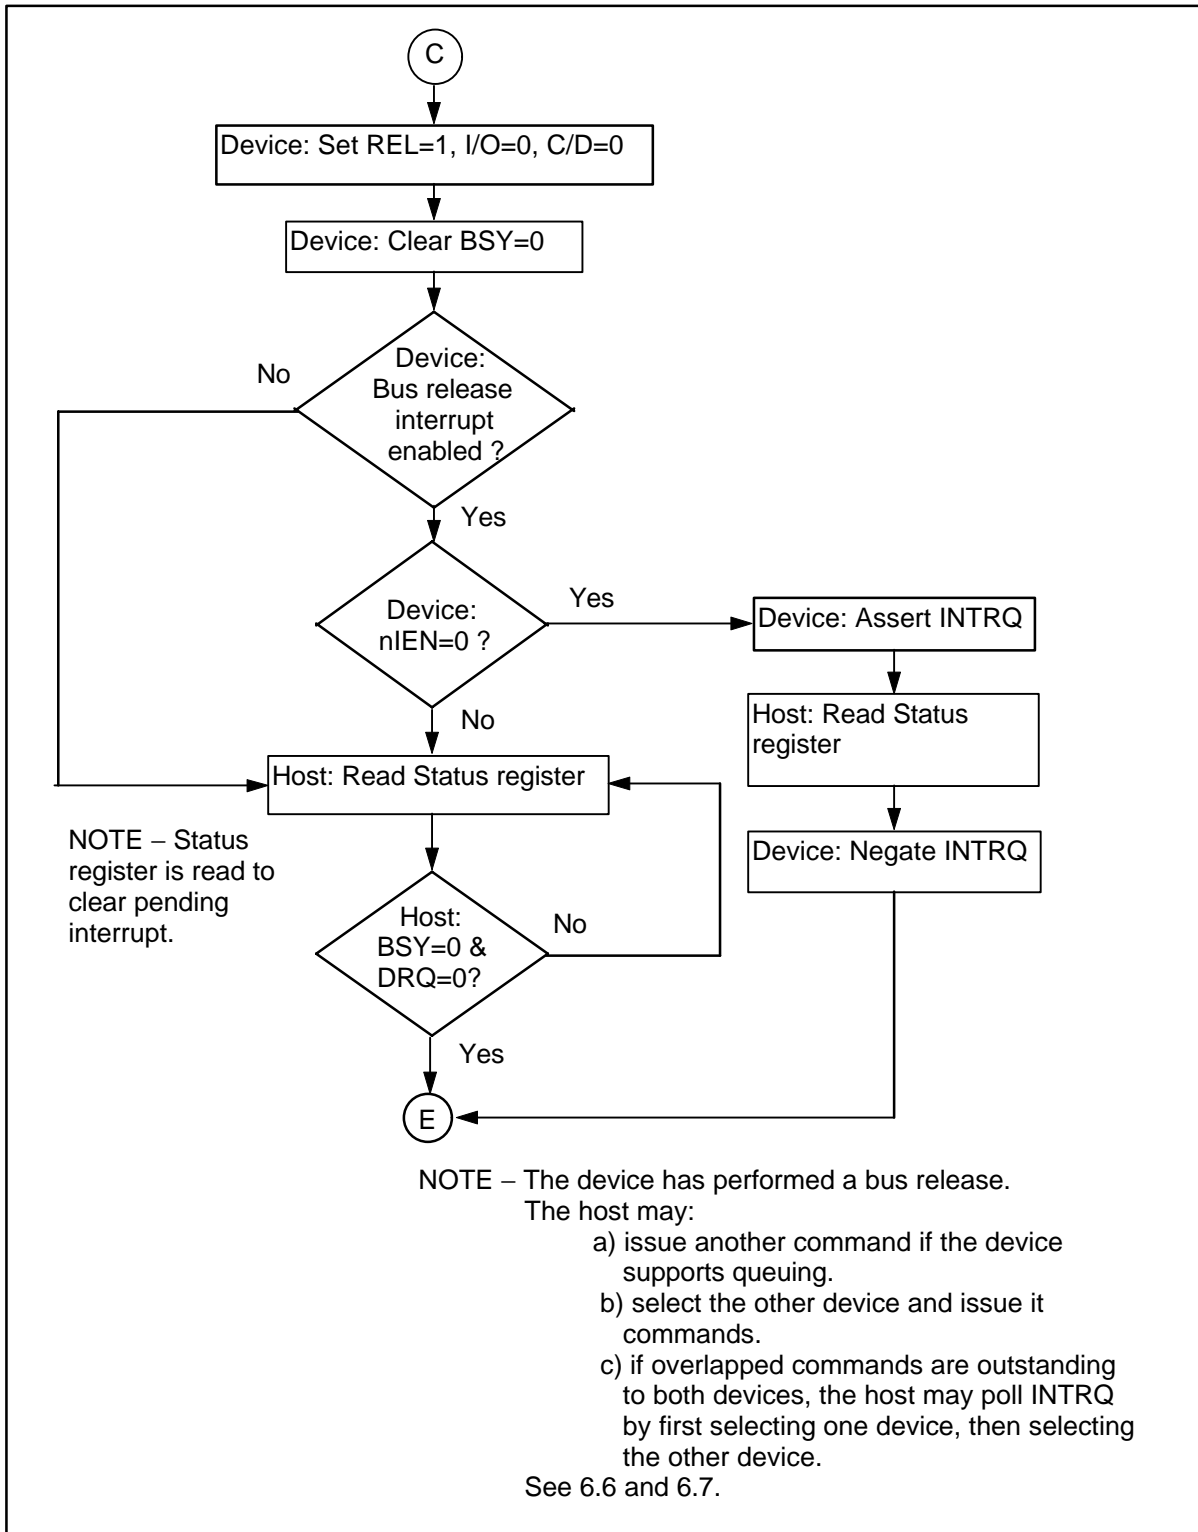 C
Device: Set REL=1, I/O=0, C/D=0
Device: Clear BSY=0
Device:
Bus release
interrupt
enabled ?
No
Yes
Device:
nIEN=0 ?
Yes
No
Device: Assert INTRQ
Host: Read Status
register
Device: Negate INTRQ
Host: Read Status register
NOTE – Status
register is read to
clear pending
interrupt.
Host:
BSY=0 &
DRQ=0?
No
Yes
E
NOTE – The device has performed a bus release.
The host may:
a) issue another command if the device
supports queuing.
b) select the other device and issue it
commands.
c) if overlapped commands are outstanding
to both devices, the host may poll INTRQ
by first selecting one device, then selecting
the other device.
See 6.6 and 6.7.